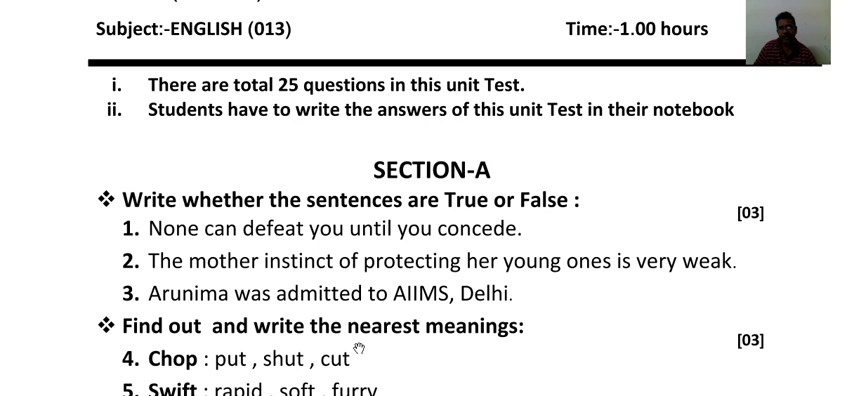 Subject:-ENGLISH (013) Time:-1.00 hours
i. There are total 25 questions in this unit Test.
ii. Students have to write the answers of this unit Test in their notebook
SECTION-A
❖ Write whether the sentences are True or False :
[03]
1. None can defeat you until you concede.
2. The mother instinct of protecting her young ones is very weak.
3. Arunima was admitted to AIIMS, Delhi.
❖ Find out and write the nearest meanings:
[03]
4. Chop : put , shut , cut
5. Swift : rapid , soft , furry